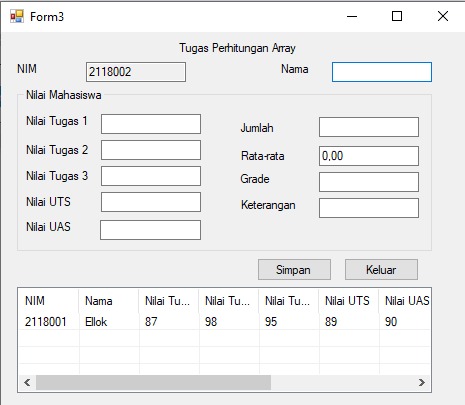 Form3
Tugas Perhitungan Array
NIM 2118002 Nama
Nilai Mahasiswa
Nilai Tugas 1 Jumlah
Nilai Tugas 2 Rata-rata 0,00
Nilai Tugas 3 Grade
Nilai UTS Keterangan
Nilai UAS
Simpan Keluar
NIM Nama Nilai Tu... Nilai Tu... Nilai Tu... Nilai UTS Nilai UAS
2118001 Ellok 87 98 95 89 90